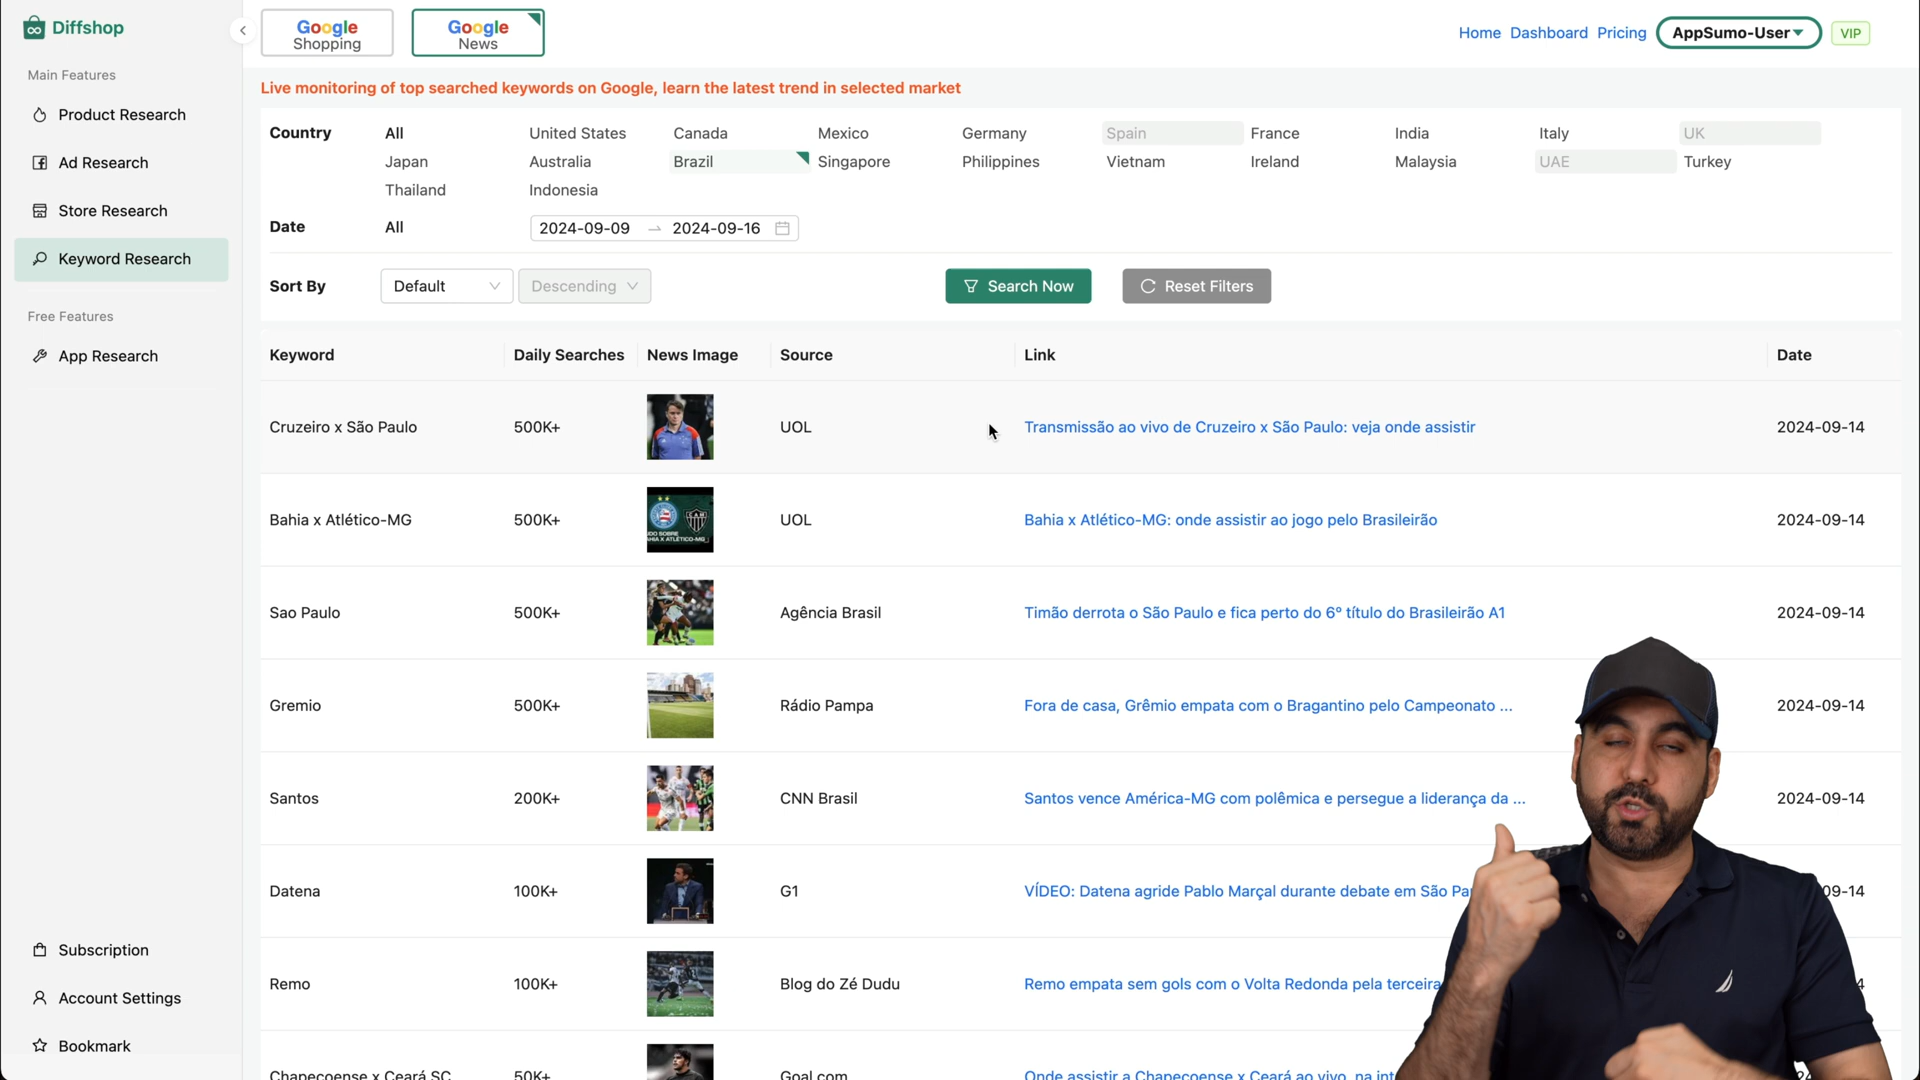 Diffshop
Google Shopping
Google News
Home Dashboard Pricing AppSumo-User VIP
Main Features
Product Research
Ad Research
Store Research
Keyword Research
Free Features
App Research
Subscription
Account Settings
Bookmark
Live monitoring of top searched keywords on Google, learn the latest trend in selected market
Country All United States Canada Mexico Germany Spain France India Italy UK
Japan Australia Brazil Singapore Philippines Vietnam Ireland Malaysia UAE Turkey
Thailand Indonesia
Date All 2024-09-09 → 2024-09-16
Sort By Default Descending Search Now Reset Filters
Keyword Daily Searches News Image Source Link Date
Cruzeiro x São Paulo 500K+ UOL Transmissão ao vivo de Cruzeiro x São Paulo: veja onde assistir 2024-09-14
Bahia x Atlético-MG 500K+ UOL Bahia x Atlético-MG: onde assistir ao jogo pelo Brasileirão 2024-09-14
Sao Paulo 500K+ Agência Brasil Timão derrota o São Paulo e fica perto do 6º título do Brasileirão A1 2024-09-14
Gremio 500K+ Rádio Pampa Fora de casa, Grêmio empata com o Bragantino pelo Campeonato ... 2024-09-14
Santos 200K+ CNN Brasil Santos vence América-MG com polêmica e persegue a liderança da ... 2024-09-14
Datena 100K+ G1 VÍDEO: Datena agride Pablo Marçal durante debate em São Pa 09-14
Remo 100K+ Blog do Zé Dudu Remo empata sem gols com o Volta Redonda pela terceira 4
Chapecoense x Ceará SC 50K+ Goal.com Onde assistir a Chapecoense x Ceará ao vivo, na int